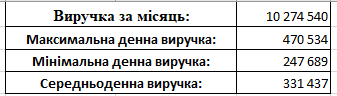 Виручка за місяць: 10 274 540
Максимальна денна виручка: 470 534
Мінімальна денна виручка: 247 689
Середньоденна виручка: 331 437